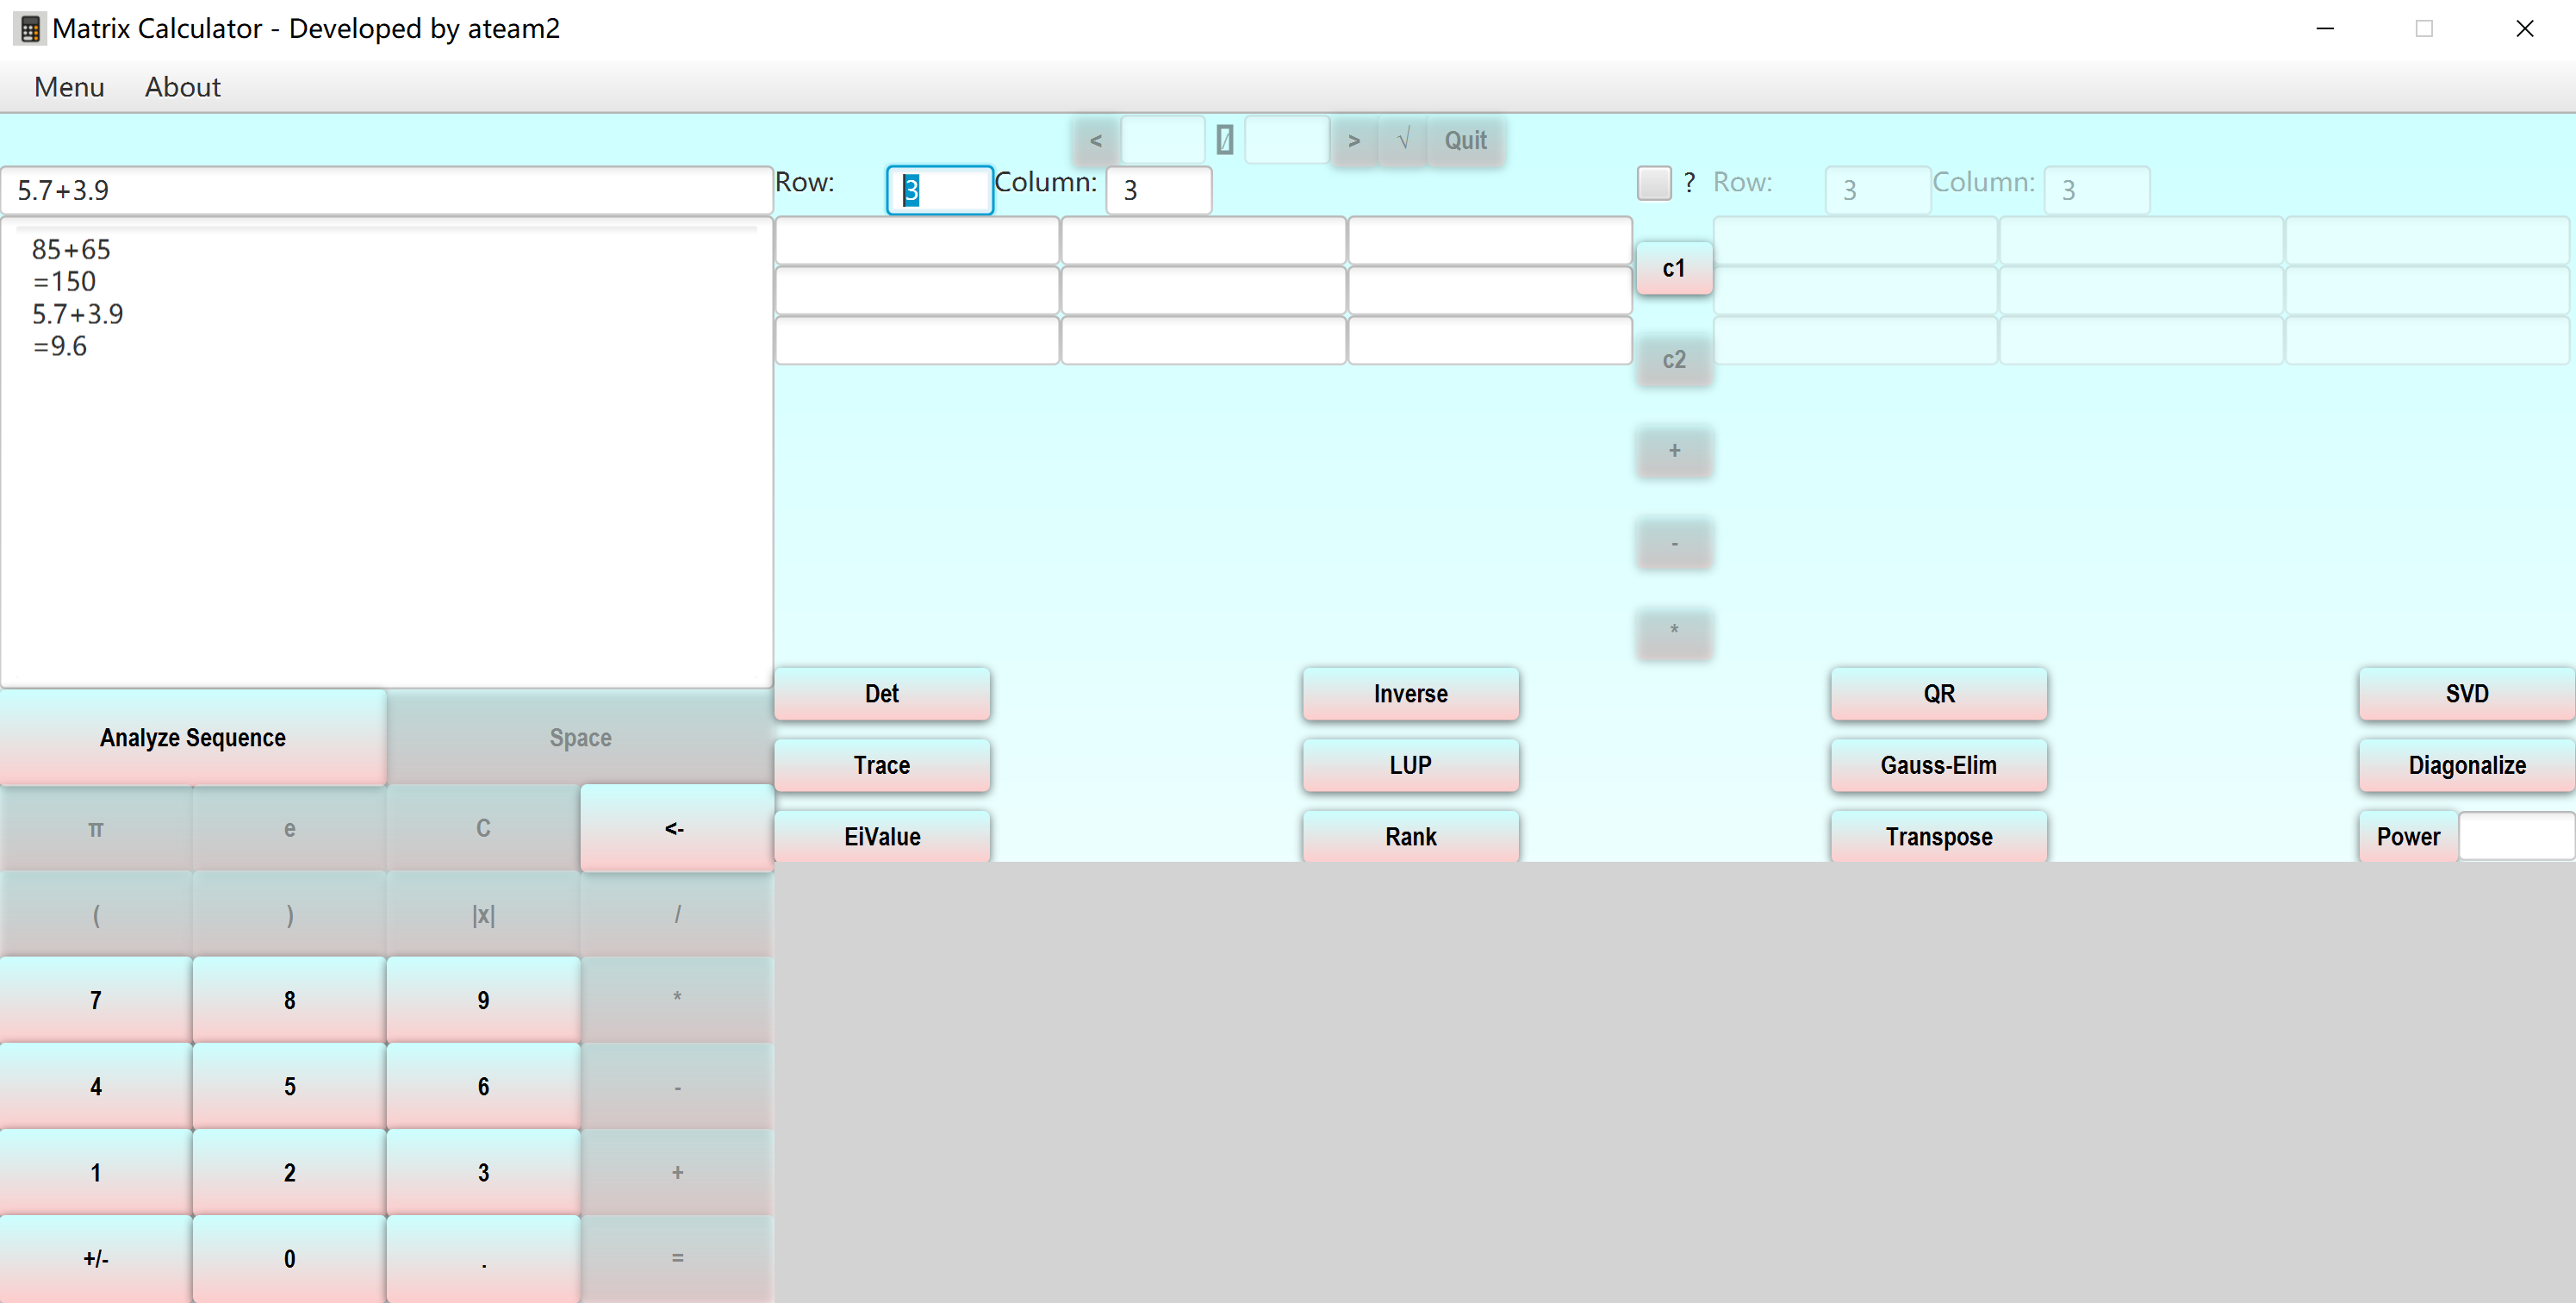 Matrix Calculator - Developed by ateam2
Menu About
< / > √ Quit
5.7+3.9 Row: 3 Column: 3 ? Row: 3 Column: 3
85+65
=150
5.7+3.9
=9.6
c1
c2
+
-
*
Det Inverse QR SVD
Trace LUP Gauss-Elim Diagonalize
EiValue Rank Transpose Power
Analyze Sequence Space
π e C <-
( ) |x| /
7 8 9 *
4 5 6 -
1 2 3 +
+/- 0 . =